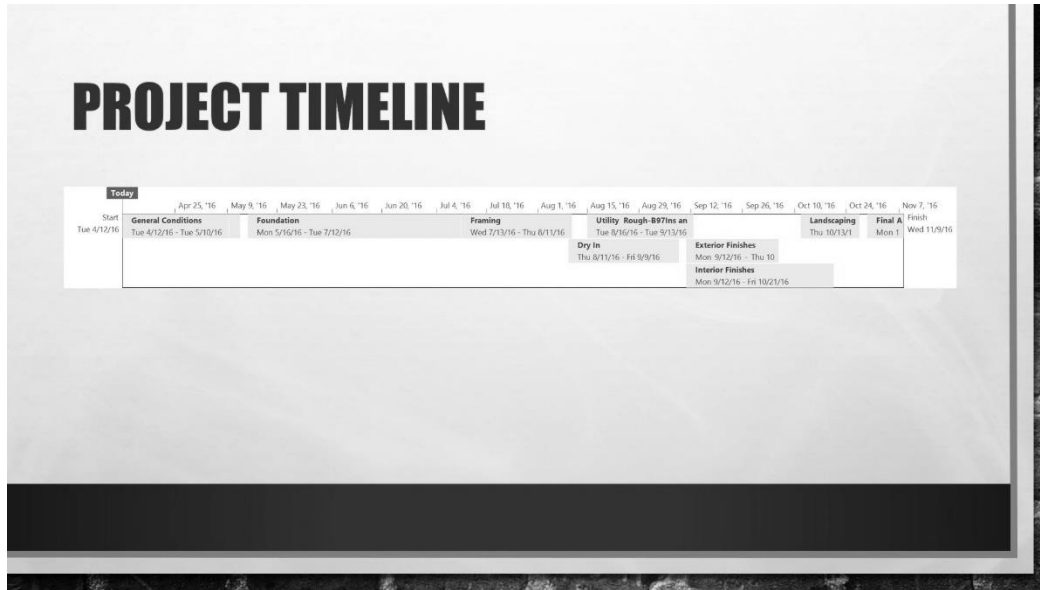 PROJECT TIMELINE
Today
Apr 25, '16 May 9, '16 May 23, '16 Jun 6, '16 Jun 20, '16 Jul 4, '16 Jul 18, '16 Aug 1, '16 Aug 15, '16 Aug 29, '16 Sep 12, '16 Sep 26, '16 Oct 10, '16 Oct 24, '16 Nov 7, '16
Start
Tue 4/12/16
General Conditions
Tue 4/12/16 - Tue 5/10/16
Foundation
Mon 5/16/16 - Tue 7/12/16
Framing
Wed 7/13/16 - Thu 8/11/16
Utility Rough-B97Ins an
Tue 8/16/16 - Tue 9/13/16
Landscaping
Thu 10/13/1
Final A
Mon 1
Finish
Wed 11/9/16
Dry In
Thu 8/11/16 - Fri 9/9/16
Exterior Finishes
Mon 9/12/16 - Thu 10
Interior Finishes
Mon 9/12/16 - Fri 10/21/16